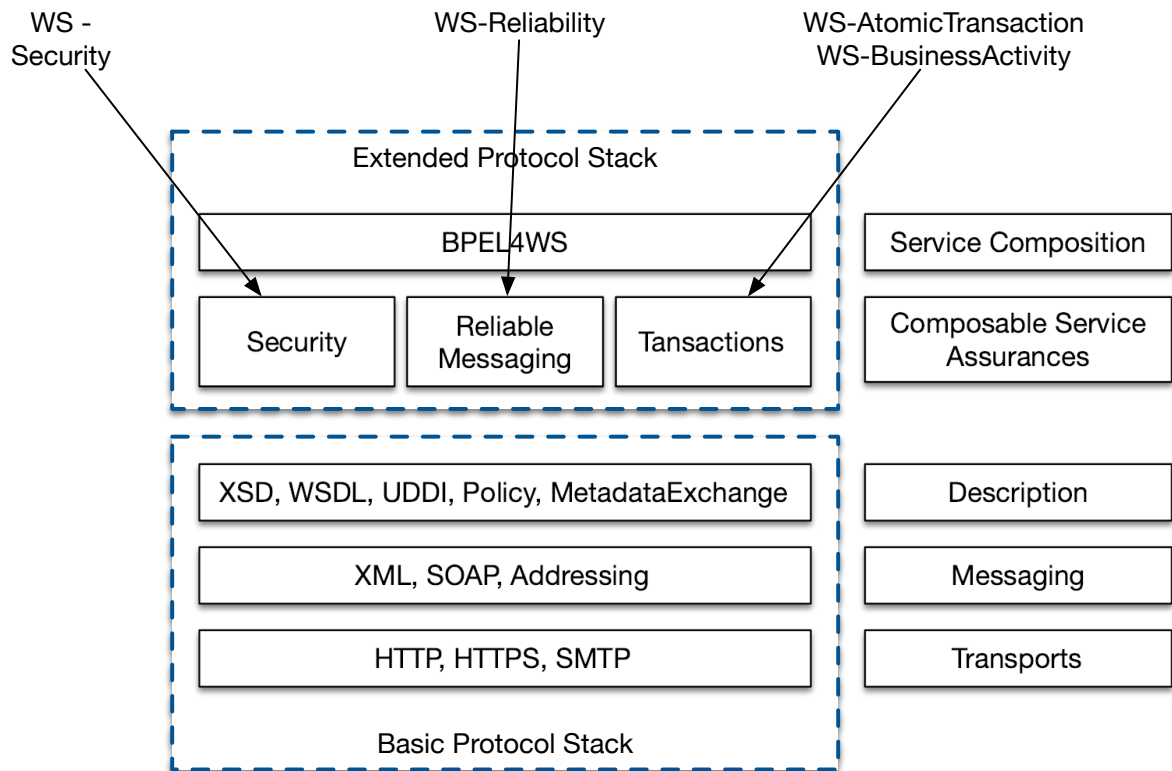 WS -
Security
WS-Reliability
WS-AtomicTransaction
WS-BusinessActivity
Extended Protocol Stack
BPEL4WS
Service Composition
Security
Reliable
Messaging
Tansactions
Composable Service
Assurances
XSD, WSDL, UDDI, Policy, MetadataExchange
Description
XML, SOAP, Addressing
Messaging
HTTP, HTTPS, SMTP
Transports
Basic Protocol Stack